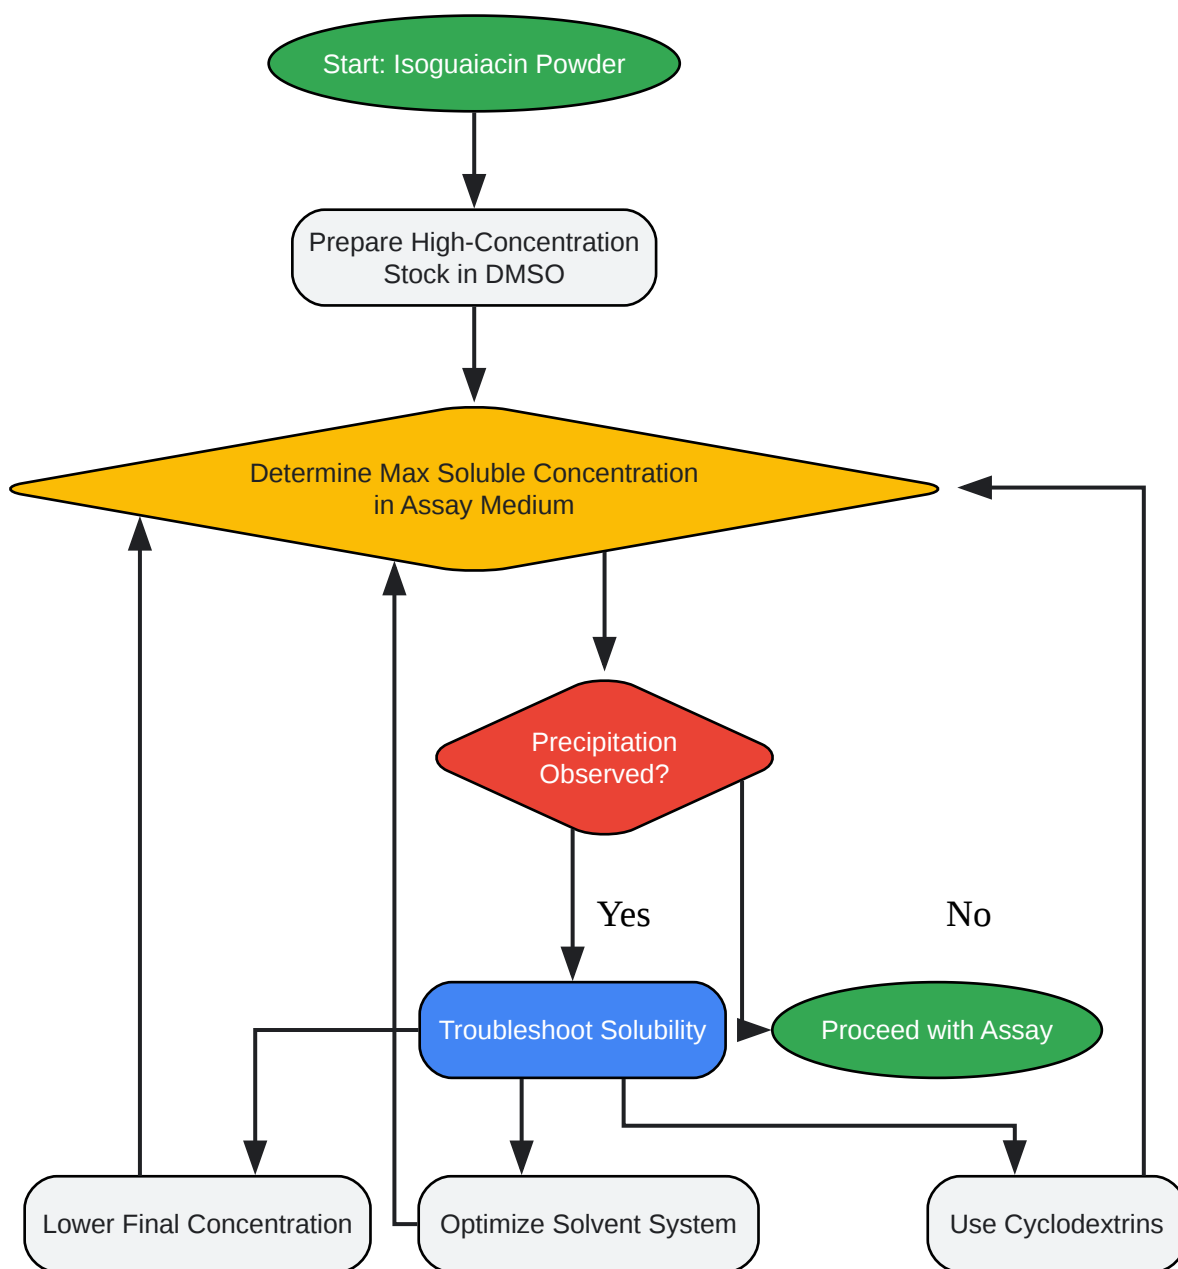 Start: Isoguaiacin Powder
Prepare High-Concentration
Stock in DMSO
Determine Max Soluble Concentration
in Assay Medium
Precipitation
Observed?
Yes
No
Troubleshoot Solubility
Proceed with Assay
Lower Final Concentration
Optimize Solvent System
Use Cyclodextrins